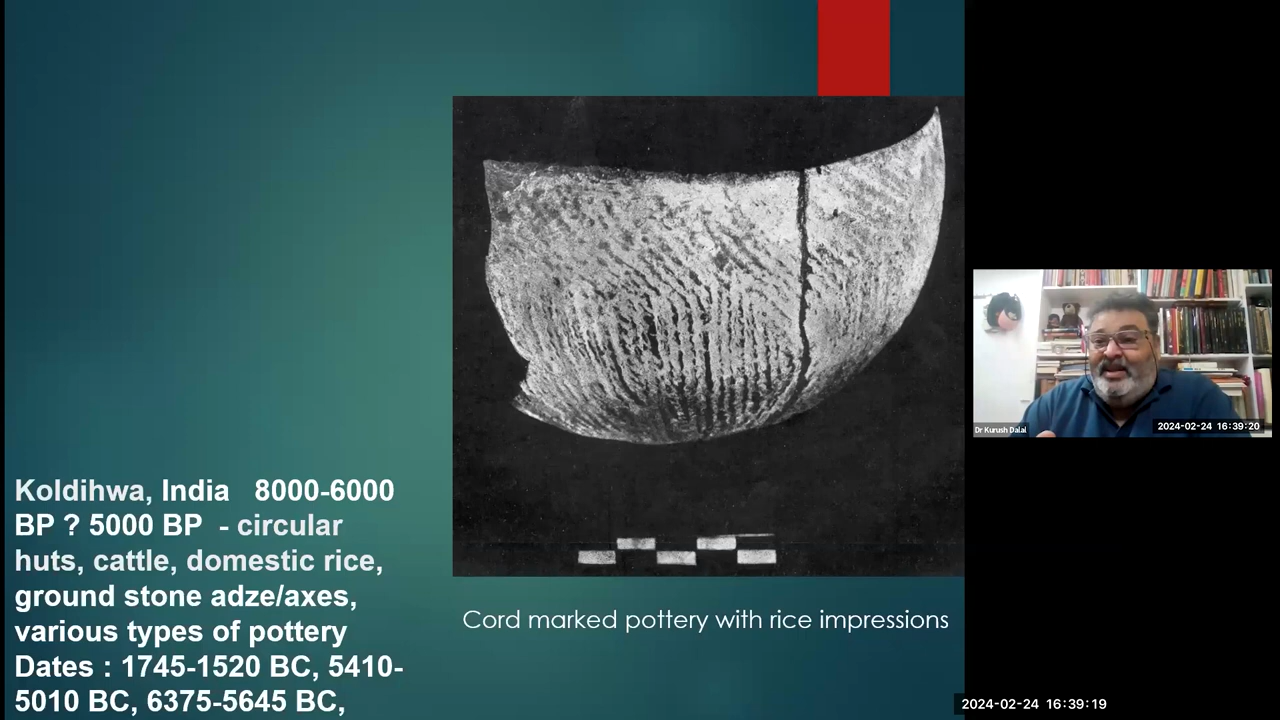 Koldihwa, India 8000-6000
BP ? 5000 BP - circular
huts, cattle, domestic rice,
ground stone adze/axes,
various types of pottery
Dates : 1745-1520 BC, 5410-
5010 BC, 6375-5645 BC,
Cord marked pottery with rice impressions
Dr Kurush Dalal
2024-02-24 16:39:20
2024-02-24 16:39:19